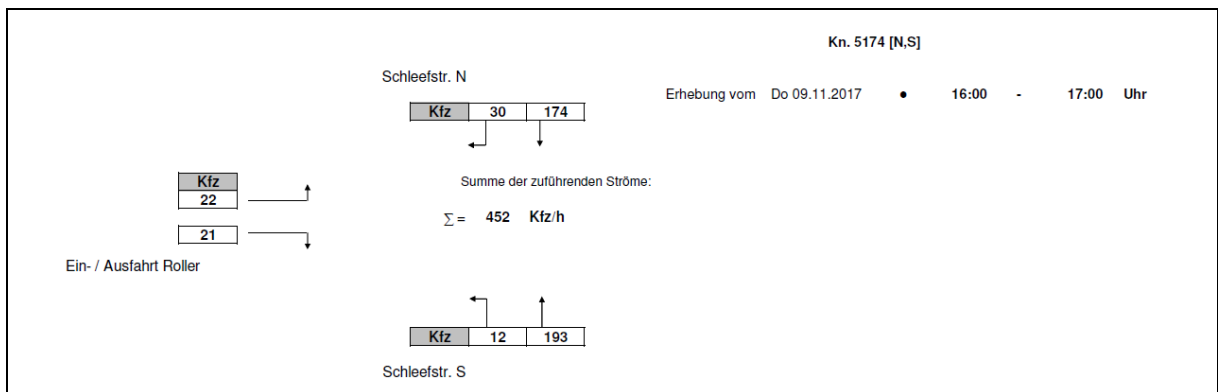 Kn. 5174 [N,S]
Schleefstr. N
Erhebung vom Do 09.11.2017 ● 16:00 - 17:00 Uhr
Kfz 30 174
Kfz
22
Summe der zuführenden Ströme:
∑ = 452 Kfz/h
21
Ein- / Ausfahrt Roller
Kfz 12 193
Schleefstr. S